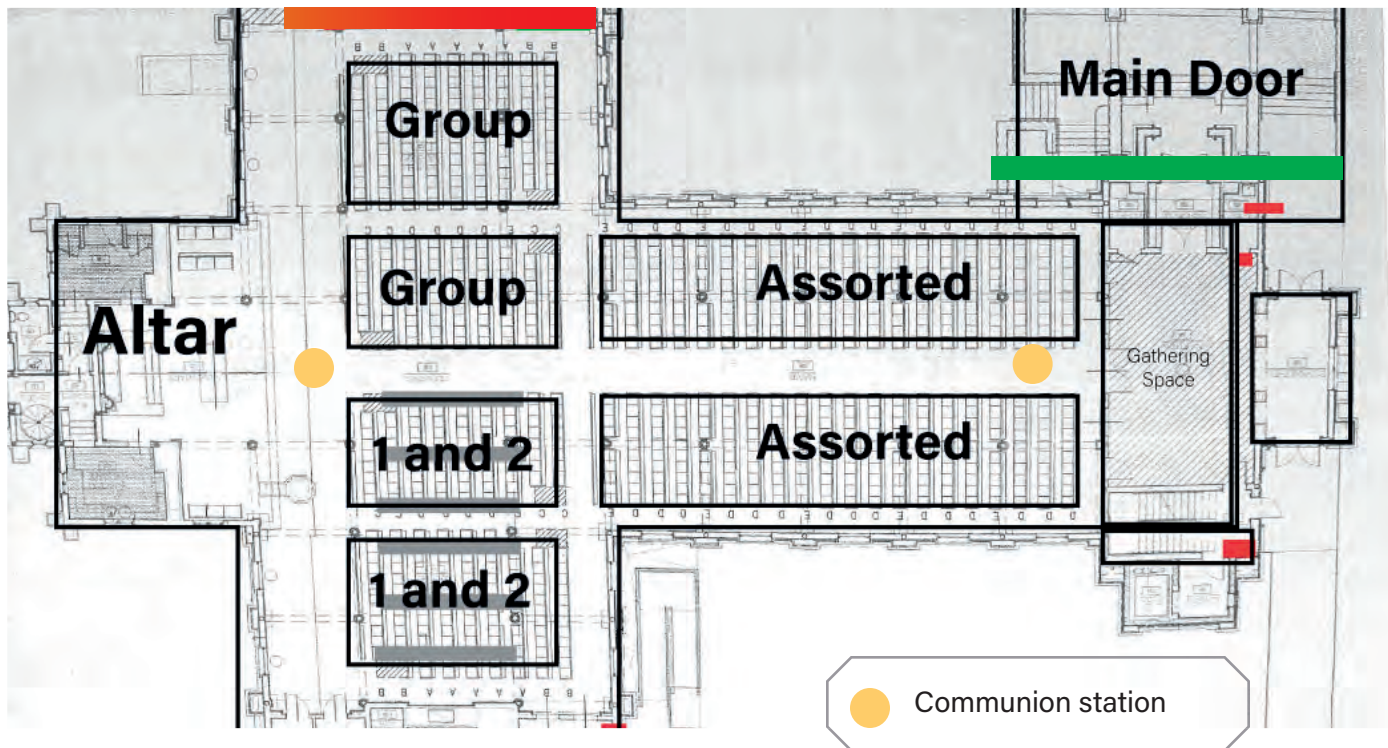 B B A A A A A B B
Main Door
Group
Group
Assorted
Altar
Gathering
Space
1 and 2
Assorted
1 and 2
Communion station